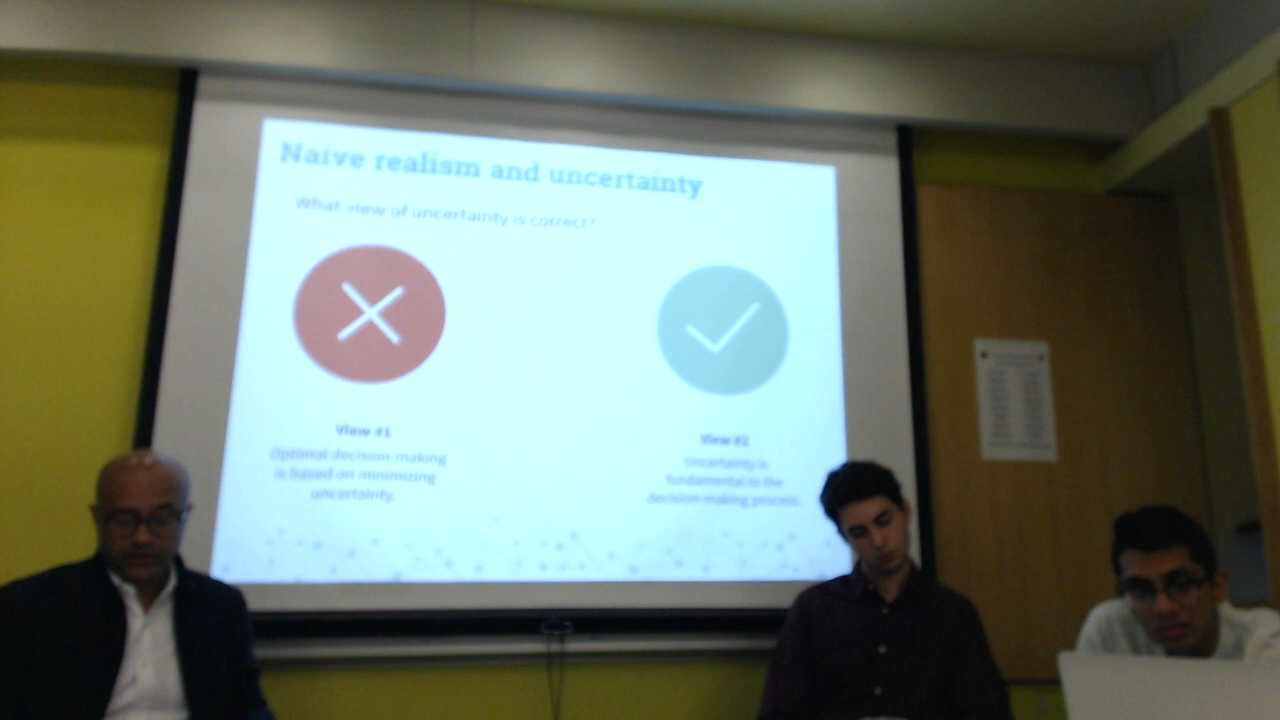 Naive realism and uncertainty
What view of uncertainty is correct?
View #1
Optimal decision-making
is based on minimizing
uncertainty.
View #2
Uncertainty is
fundamental to the
decision-making process.